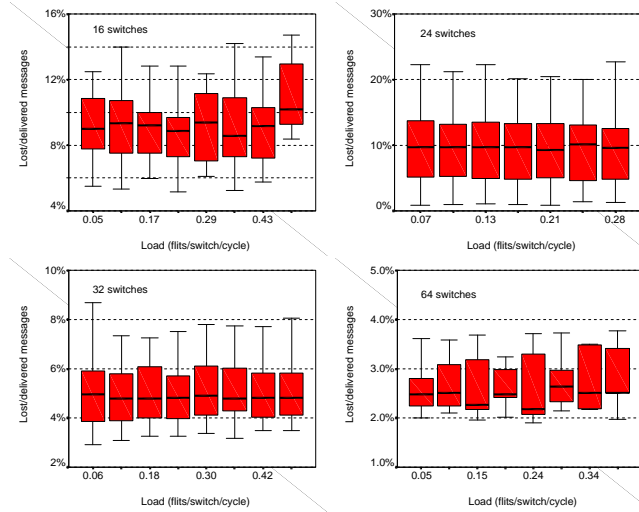 16%
16 switches
12%
8%
4%
Lost/delivered messages
0.05 0.17 0.29 0.43
Load (flits/switch/cycle)
30%
24 switches
20%
10%
0%
Lost/delivered messages
0.07 0.13 0.21 0.28
Load (flits/switch/cycle)
10%
32 switches
8%
6%
4%
2%
Lost/delivered messages
0.06 0.18 0.30 0.42
Load (flits/switch/cycle)
5.0%
64 switches
4.0%
3.0%
2.0%
1.0%
Lost/delivered messages
0.05 0.15 0.24 0.34
Load (flits/switch/cycle)